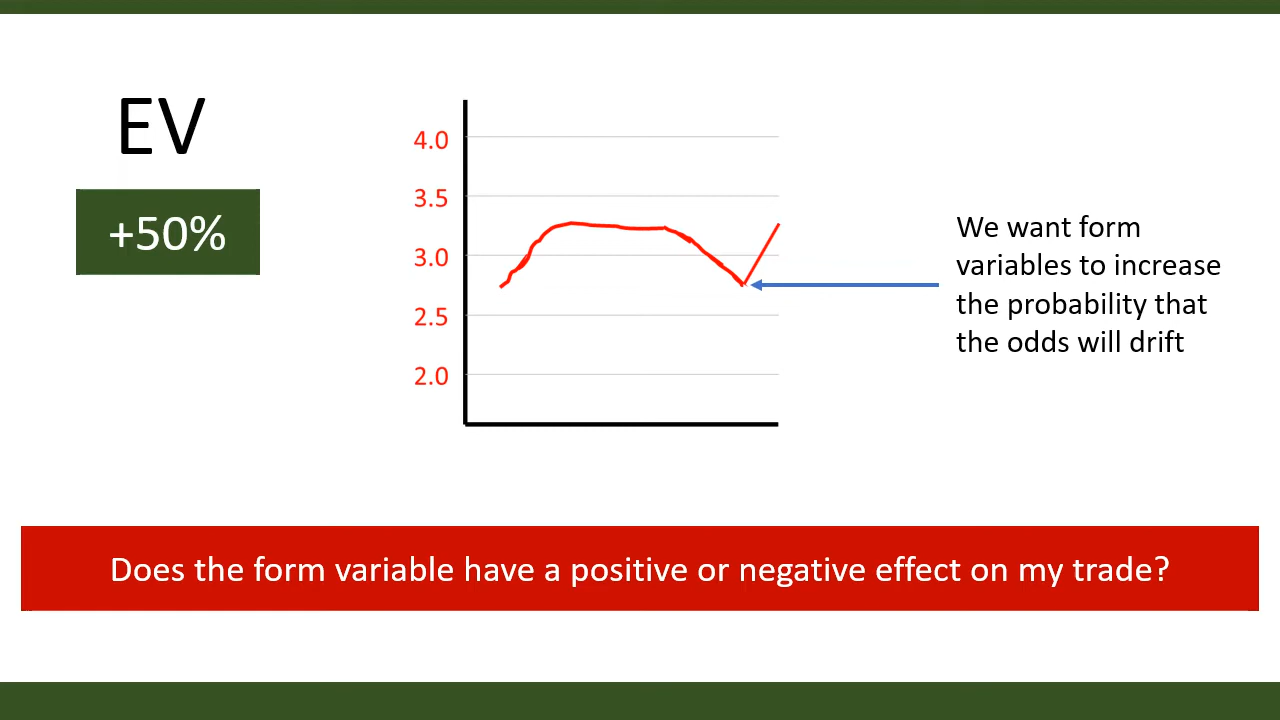 EV
+50%
4.0
3.5
3.0
2.5
2.0
We want form
variables to increase
the probability that
the odds will drift
Does the form variable have a positive or negative effect on my trade?